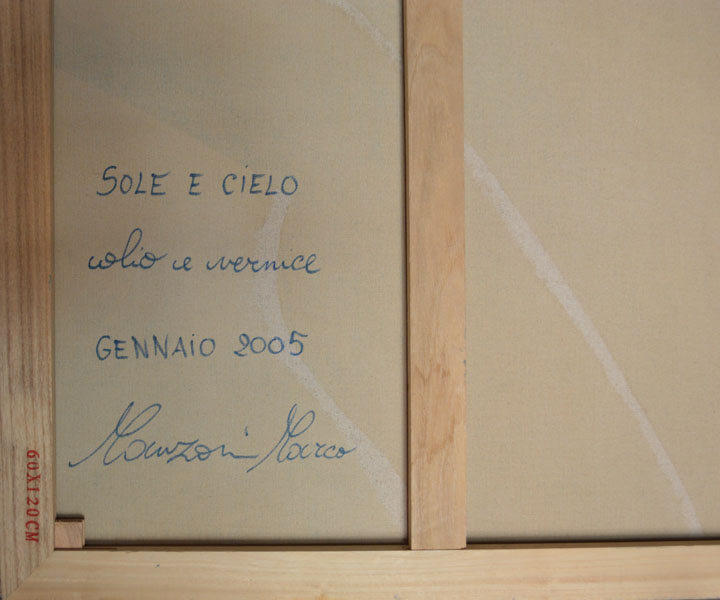 SOLE E CIELO
olio e vernice
GENNAIO 2005
Manzoni Marco
60X120CM